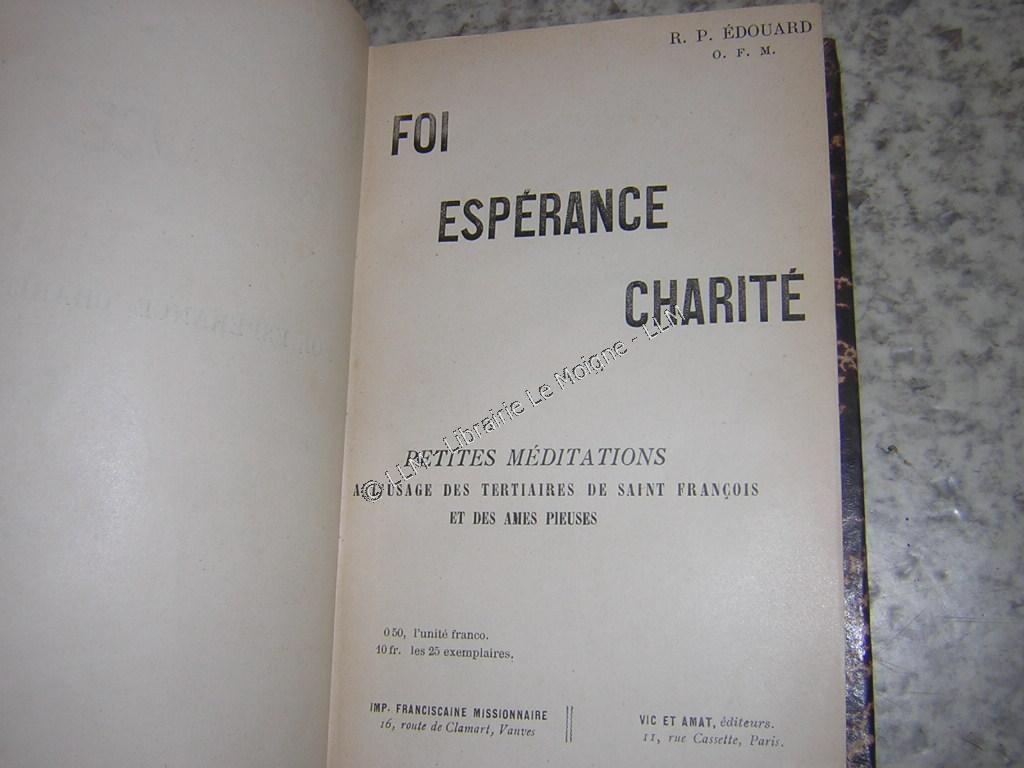 R. P. ÉDOUARD
O. F. M.
FOI
ESPÉRANCE
CHARITÉ
PETITES MÉDITATIONS
A L'USAGE DES TERTIAIRES DE SAINT FRANÇOIS
ET DES AMES PIEUSES
0 50, l'unité franco.
10 fr. les 25 exemplaires.
IMP. FRANCISCAINE MISSIONNAIRE
16, route de Clamart, Vanves
VIC ET AMAT, éditeurs.
11, rue Cassette, Paris.
© LLM - Librairie Le Moigne - LLM